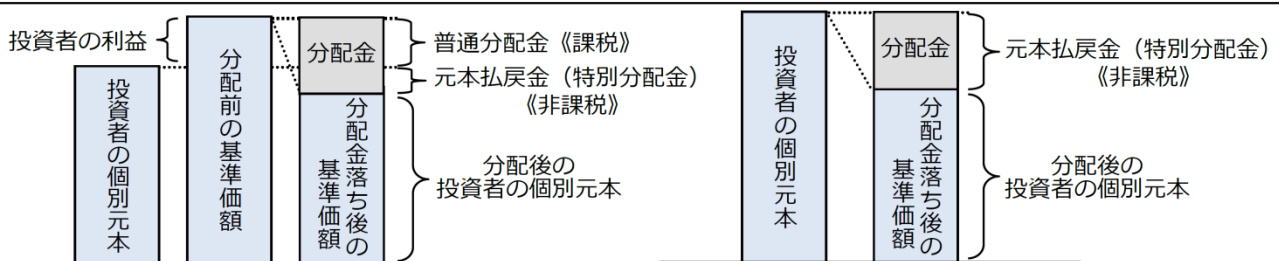 投資者の利益
投資者の個別元本
分配前の基準価額
分配金
分配金落ち後の
基準価額
普通分配金《課税》
元本払戻金（特別分配金）
《非課税》
分配後の
投資者の個別元本
投資者の個別元本
分配金
分配金落ち後の
基準価額
元本払戻金（特別分配金）
《非課税》
分配後の
投資者の個別元本